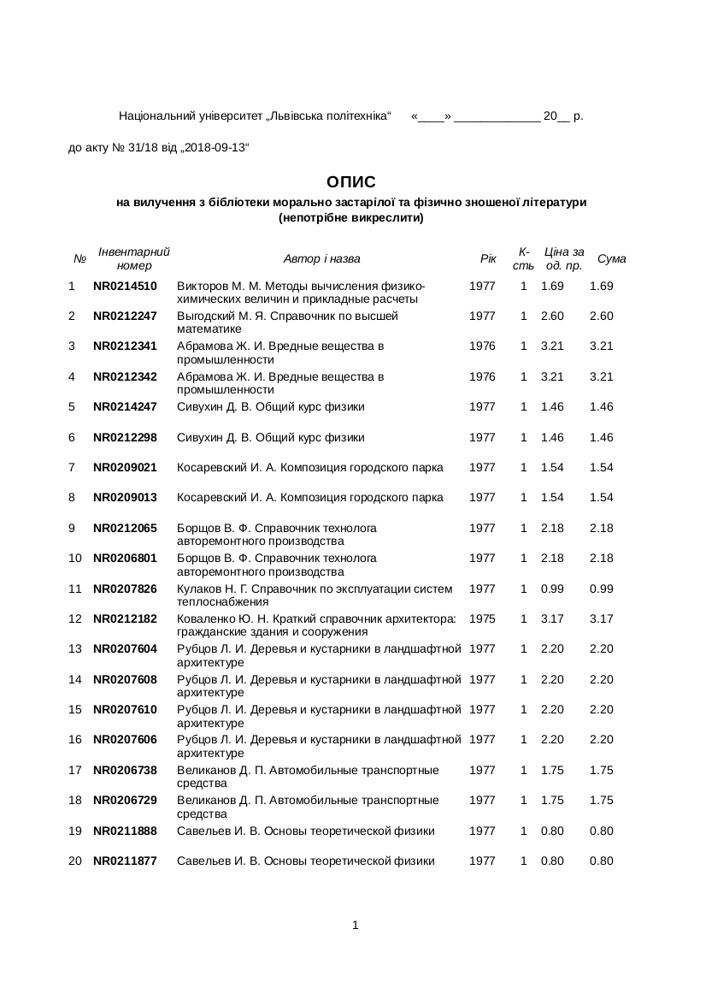 Національний університет „Львівська політехніка“ «____» _____________ 20__ р.
до акту № 31/18 від „2018-09-13“
ОПИС
на вилучення з бібліотеки морально застарілої та фізично зношеної літератури
(непотрібне викреслити)
№ Інвентарний номер Автор і назва Рік К-сть Ціна за од. пр. Сума
1 NR0214510 Викторов М. М. Методы вычисления физико- 1977 1 1.69 1.69
химических величин и прикладные расчеты
2 NR0212247 Выгодский М. Я. Справочник по высшей 1977 1 2.60 2.60
математике
3 NR0212341 Абрамова Ж. И. Вредные вещества в 1976 1 3.21 3.21
промышленности
4 NR0212342 Абрамова Ж. И. Вредные вещества в 1976 1 3.21 3.21
промышленности
5 NR0214247 Сивухин Д. В. Общий курс физики 1977 1 1.46 1.46
6 NR0212298 Сивухин Д. В. Общий курс физики 1977 1 1.46 1.46
7 NR0209021 Косаревский И. А. Композиция городского парка 1977 1 1.54 1.54
8 NR0209013 Косаревский И. А. Композиция городского парка 1977 1 1.54 1.54
9 NR0212065 Борщов В. Ф. Справочник технолога 1977 1 2.18 2.18
авторемонтного производства
10 NR0206801 Борщов В. Ф. Справочник технолога 1977 1 2.18 2.18
авторемонтного производства
11 NR0207826 Кулаков Н. Г. Справочник по эксплуатации систем 1977 1 0.99 0.99
теплоснабжения
12 NR0212182 Коваленко Ю. Н. Краткий справочник архитектора: 1975 1 3.17 3.17
гражданские здания и сооружения
13 NR0207604 Рубцов Л. И. Деревья и кустарники в ландшафтной 1977 1 2.20 2.20
архитектуре
14 NR0207608 Рубцов Л. И. Деревья и кустарники в ландшафтной 1977 1 2.20 2.20
архитектуре
15 NR0207610 Рубцов Л. И. Деревья и кустарники в ландшафтной 1977 1 2.20 2.20
архитектуре
16 NR0207606 Рубцов Л. И. Деревья и кустарники в ландшафтной 1977 1 2.20 2.20
архитектуре
17 NR0206738 Великанов Д. П. Автомобильные транспортные 1977 1 1.75 1.75
средства
18 NR0206729 Великанов Д. П. Автомобильные транспортные 1977 1 1.75 1.75
средства
19 NR0211888 Савельев И. В. Основы теоретической физики 1977 1 0.80 0.80
20 NR0211877 Савельев И. В. Основы теоретической физики 1977 1 0.80 0.80
1